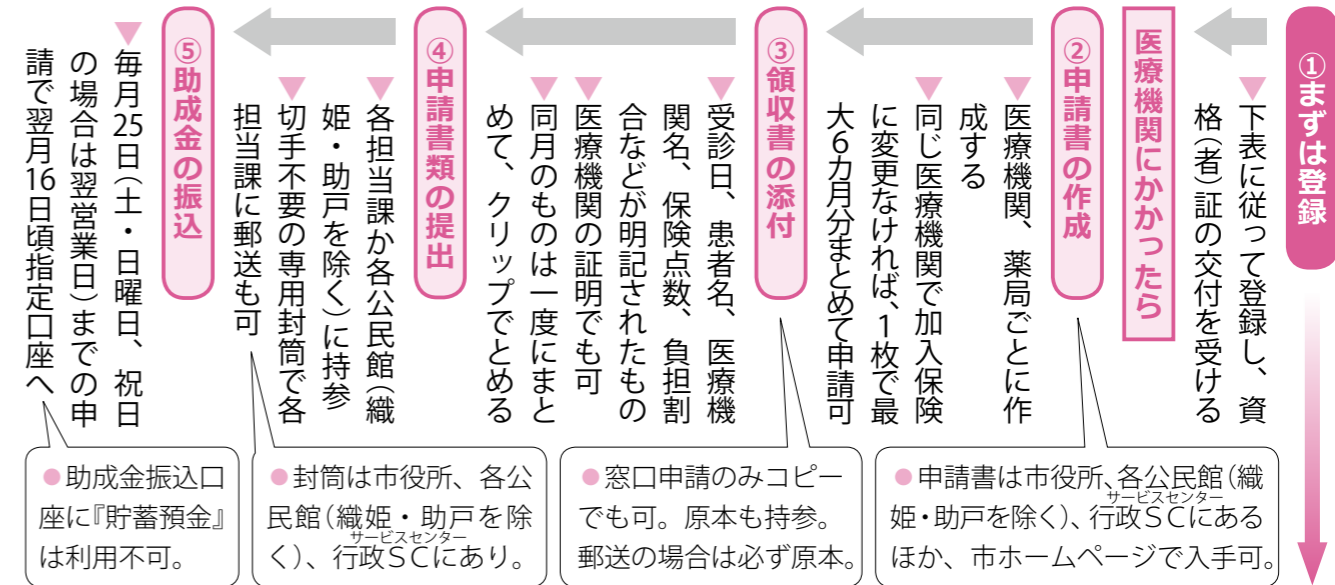 ①まずは登録
▼下表に従って登録し、資
格(者)証の交付を受ける
医療機関にかかったら
②申請書の作成
▼医療機関、薬局ごとに作
成する
▼同じ医療機関で加入保険
に変更なければ、1枚で最
大6カ月分まとめて申請可
●申請書は市役所、各公民館(織
姫・助戸を除く)、行政SCにある
サービスセンター
ほか、市ホームページで入手可。
③領収書の添付
▼受診日、患者名、医療機
関名、保険点数、負担割
合などが明記されたもの
▼医療機関の証明でも可
▼同月のものは一度にまと
めて、クリップでとめる
●窓口申請のみコピー
でも可。原本も持参。
郵送の場合は必ず原本。
④申請書類の提出
▼各担当課か各公民館(織
姫・助戸を除く)に持参
▼切手不要の専用封筒で各
担当課に郵送も可
●封筒は市役所、各公
民館(織姫・助戸を除
く)、行政SCにあり。
サービスセンター
⑤助成金の振込
▼毎月25日(土・日曜日、祝日
の場合は翌営業日)までの申
請で翌月16日頃指定口座へ
●助成金振込口
座に『貯蓄預金』
は利用不可。